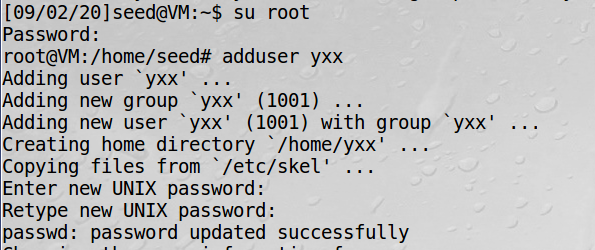 [09/02/20]seed@VM:~$ su root
Password:
root@VM:/home/seed# adduser yxx
Adding user `yxx' ...
Adding new group `yxx' (1001) ...
Adding new user `yxx' (1001) with group `yxx' ...
Creating home directory `/home/yxx' ...
Copying files from `/etc/skel' ...
Enter new UNIX password:
Retype new UNIX password:
passwd: password updated successfully